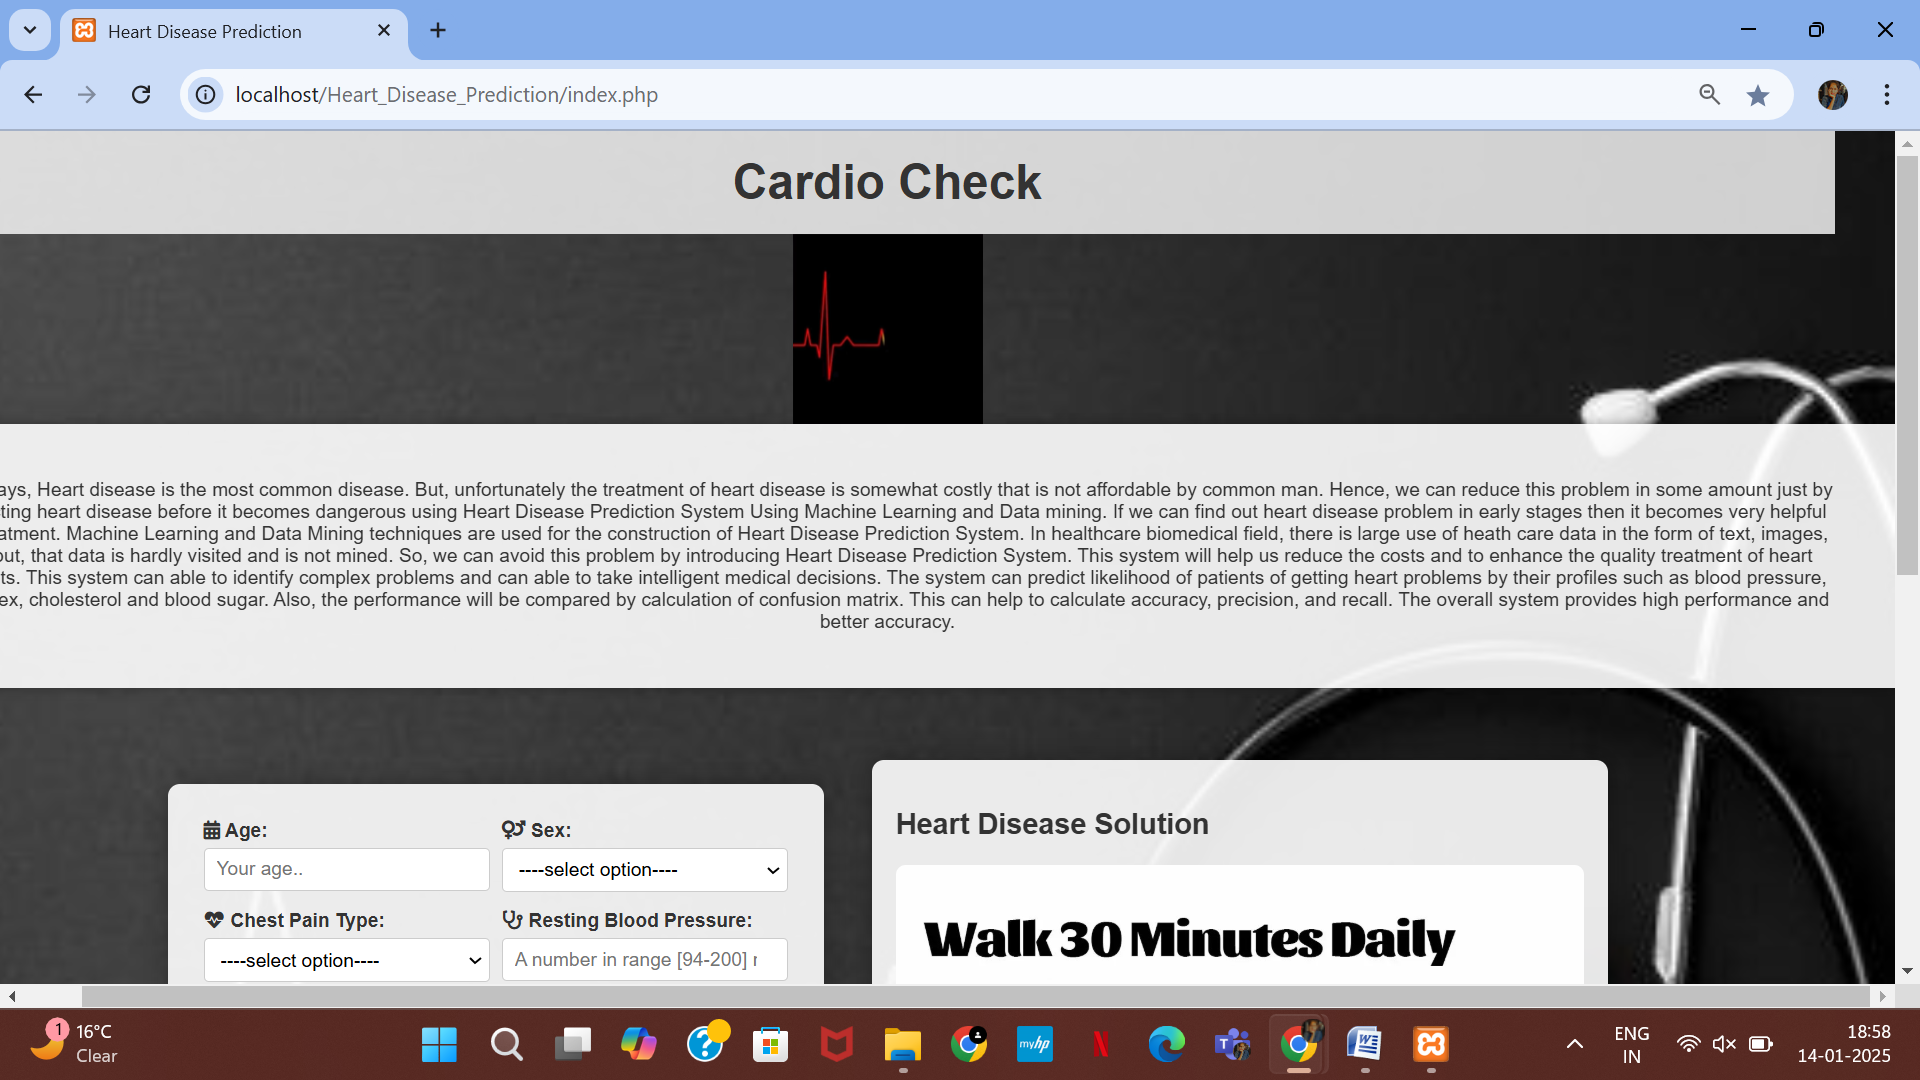 Heart Disease Prediction
localhost/Heart_Disease_Prediction/index.php
Cardio Check
ays, Heart disease is the most common disease. But, unfortunately the treatment of heart disease is somewhat costly that is not affordable by common man. Hence, we can reduce this problem in some amount just by
ting heart disease before it becomes dangerous using Heart Disease Prediction System Using Machine Learning and Data mining. If we can find out heart disease problem in early stages then it becomes very helpful
atment. Machine Learning and Data Mining techniques are used for the construction of Heart Disease Prediction System. In healthcare biomedical field, there is large use of heath care data in the form of text, images,
out, that data is hardly visited and is not mined. So, we can avoid this problem by introducing Heart Disease Prediction System. This system will help us reduce the costs and to enhance the quality treatment of heart
ts. This system can able to identify complex problems and can able to take intelligent medical decisions. The system can predict likelihood of patients of getting heart problems by their profiles such as blood pressure,
ex, cholesterol and blood sugar. Also, the performance will be compared by calculation of confusion matrix. This can help to calculate accuracy, precision, and recall. The overall system provides high performance and
better accuracy.
Age:
Your age..
Sex:
----select option----
Chest Pain Type:
----select option----
Resting Blood Pressure:
A number in range [94-200] r
Heart Disease Solution
Walk 30 Minutes Daily
1
16°C
Clear
myhp
ENG
IN
18:58
14-01-2025